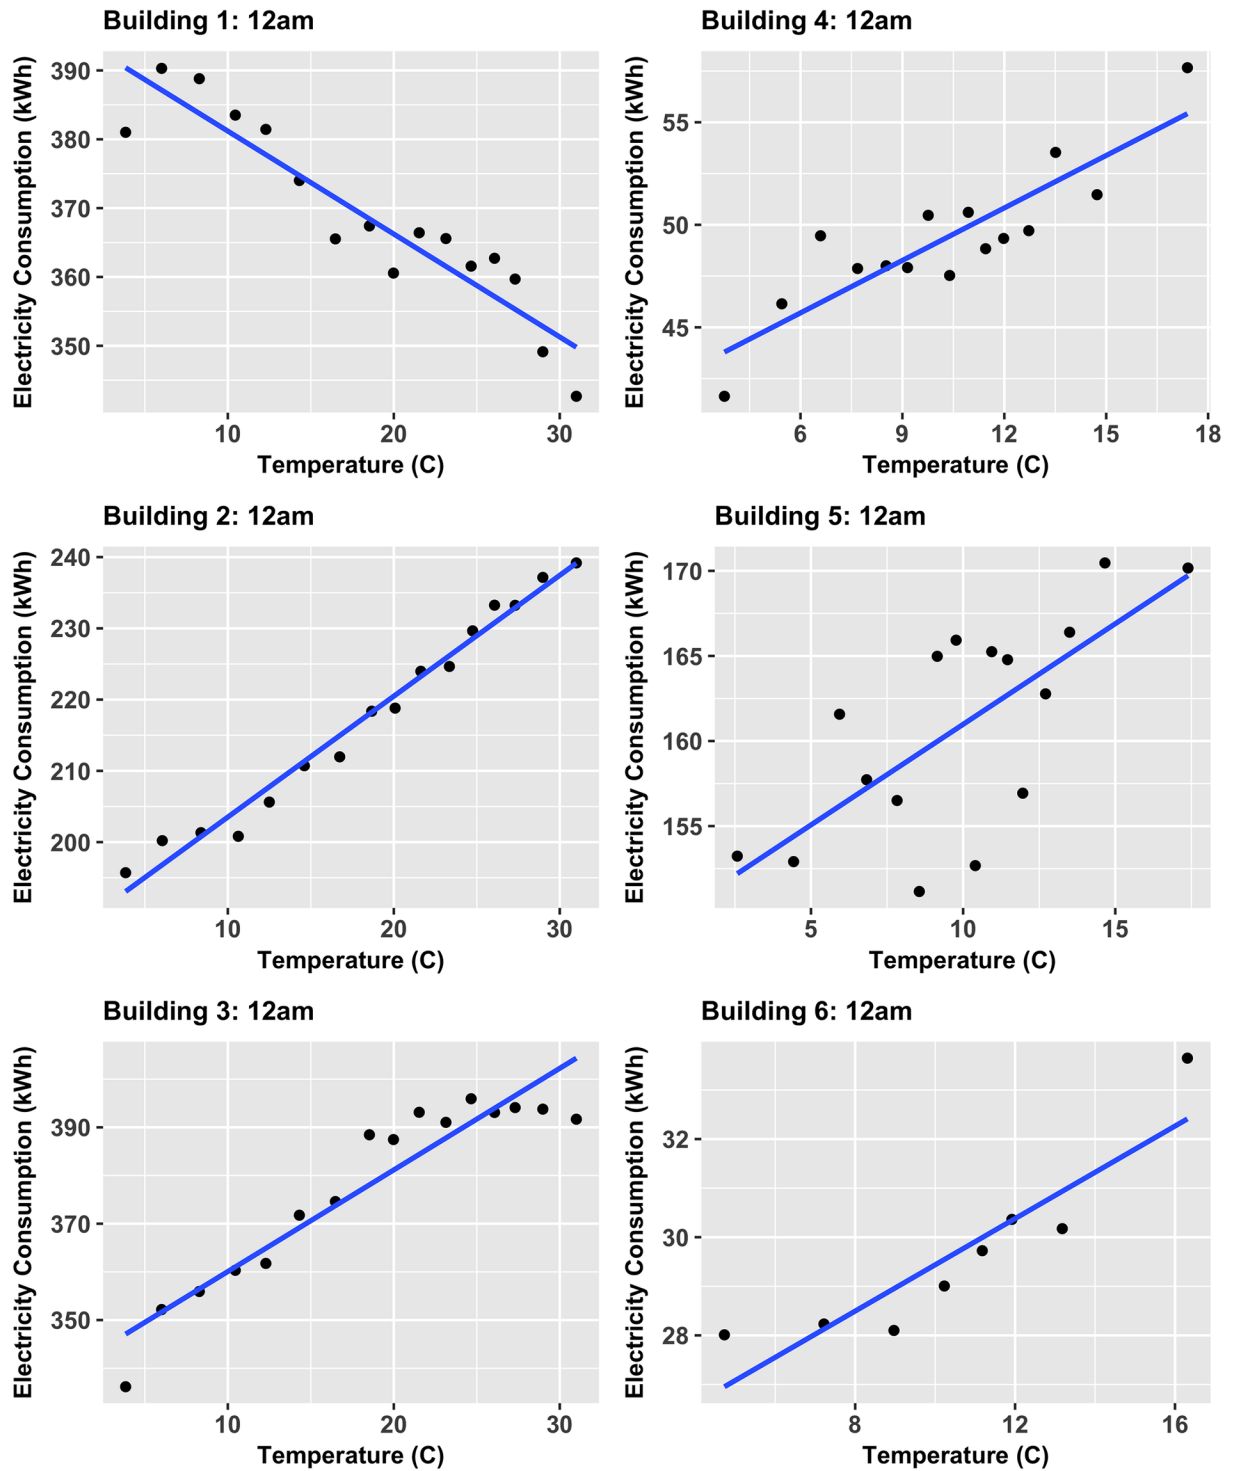 Building 1: 12am
Electricity Consumption (kWh)
390
380
370
360
350
10 20 30
Temperature (C)
Building 4: 12am
Electricity Consumption (kWh)
55
50
45
6 9 12 15 18
Temperature (C)
Building 2: 12am
Electricity Consumption (kWh)
240
230
220
210
200
10 20 30
Temperature (C)
Building 5: 12am
Electricity Consumption (kWh)
170
165
160
155
5 10 15
Temperature (C)
Building 3: 12am
Electricity Consumption (kWh)
390
370
350
10 20 30
Temperature (C)
Building 6: 12am
Electricity Consumption (kWh)
32
30
28
8 12 16
Temperature (C)